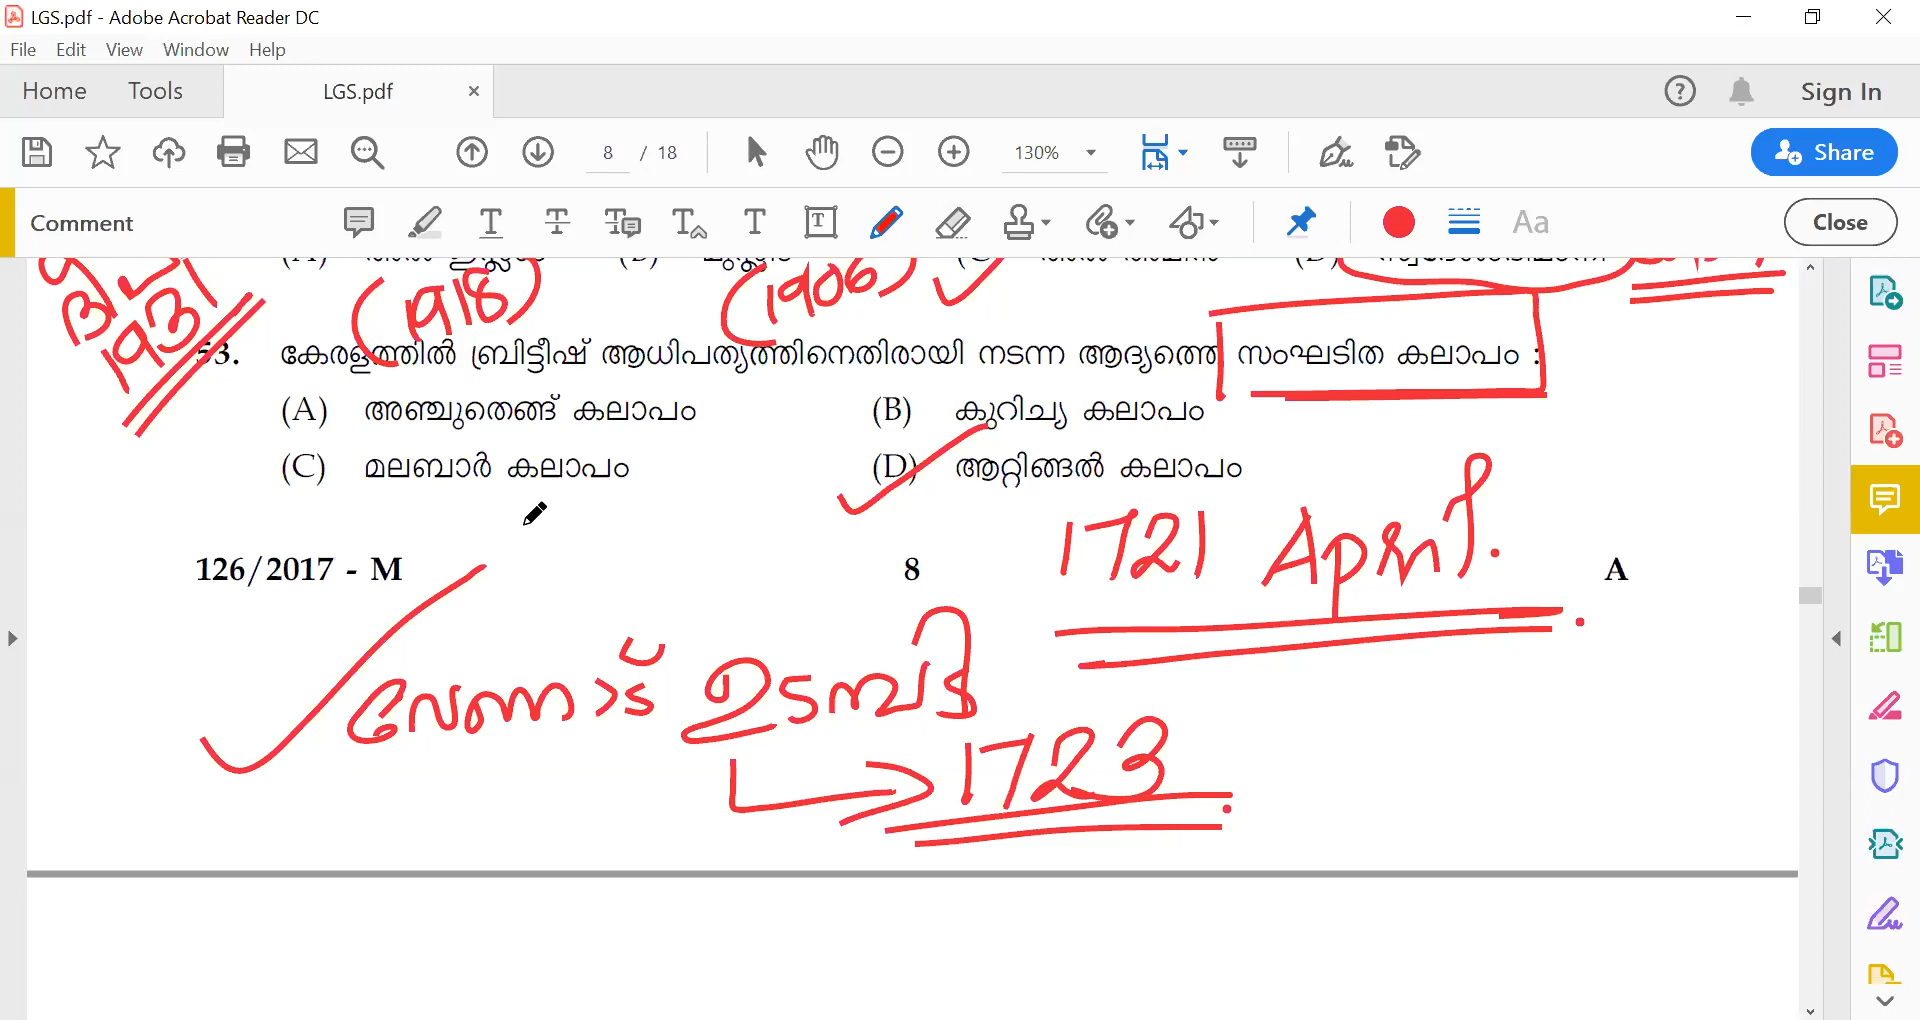 LGS.pdf - Adobe Acrobat Reader DC
File Edit View Window Help
Home Tools LGS.pdf × Sign In
8 / 18 130% Share
Comment Aa Close
1931 (1918) (1906)
53. കേരളത്തിൽ ബ്രിട്ടീഷ് ആധിപത്യത്തിനെതിരായി നടന്ന ആദ്യത്തെ സംഘടിത കലാപം :
(A) അഞ്ചുതെങ്ങ് കലാപം (B) കുറിച്യ കലാപം
(C) മലബാർ കലാപം (D) ആറ്റിങ്ങൽ കലാപം
1721 April.
126/2017 - M 8 A
വേണാട് ഉടമ്പടി
1723